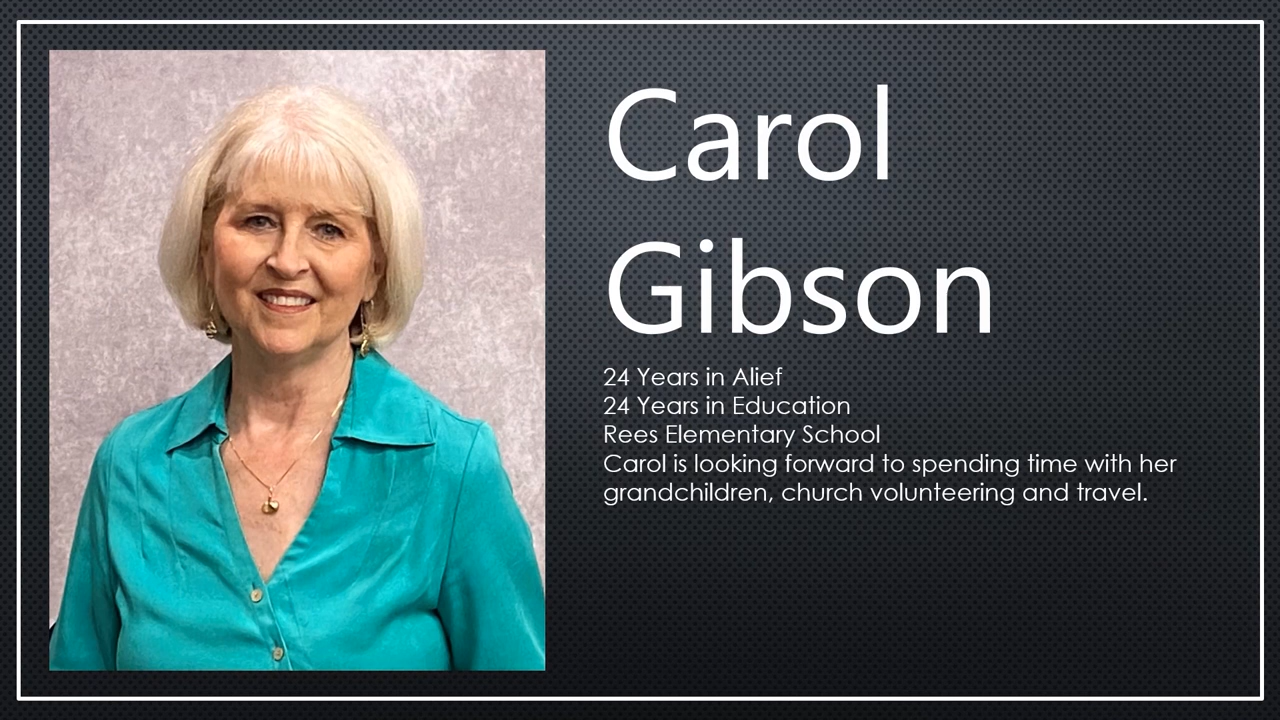 Carol
Gibson
24 Years in Alief
24 Years in Education
Rees Elementary School
Carol is looking forward to spending time with her
grandchildren, church volunteering and travel.